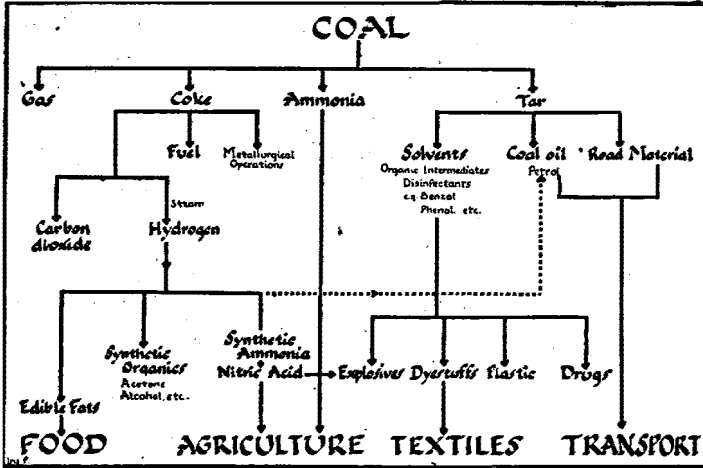 COAL
Gas Coke Ammonia Tar
Fuel Metallurgical Operations Solvents Coal oil Road Material
Organic Intermediates Petrol
Disinfectants
e.g. Benzol
Phenol. etc.
Steam
Carbon dioxide Hydrogen
Synthetic Organics Synthetic Ammonia
Acetone
Alcohol, etc.
Nitric Acid Explosives Dyestuffs Plastic Drugs
Edible Fats
FOOD AGRICULTURE TEXTILES TRANSPORT